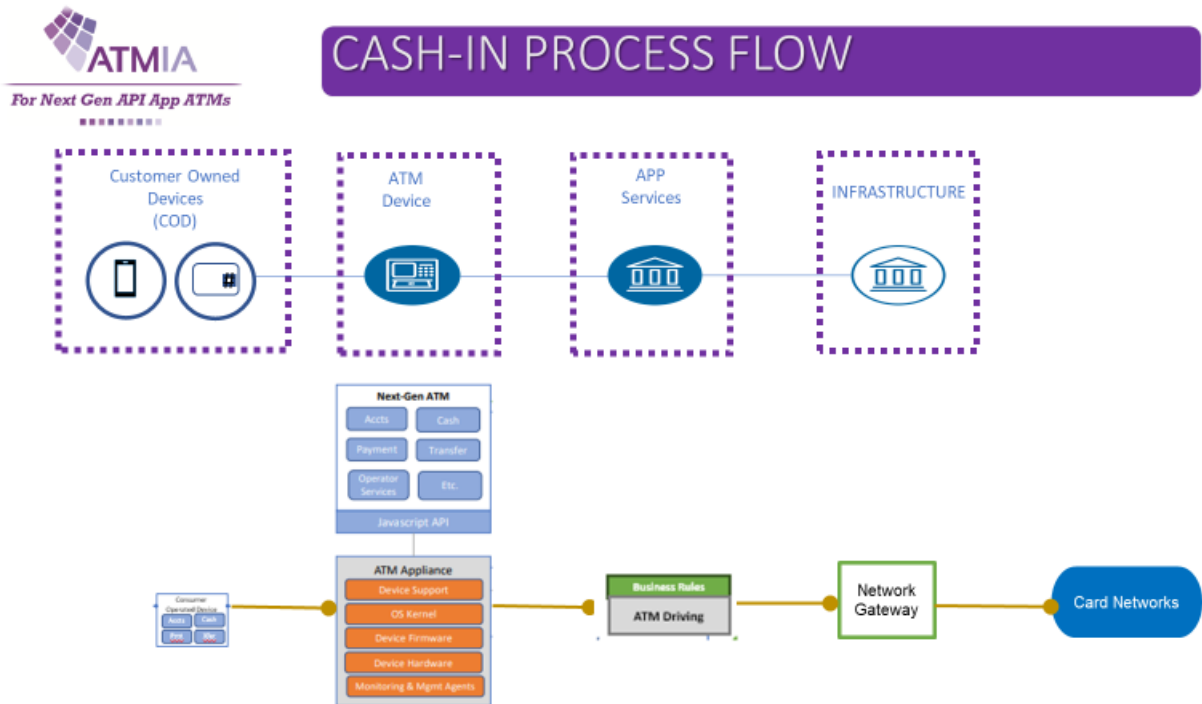 ATMIA
For Next Gen API App ATMs
CASH-IN PROCESS FLOW
Customer Owned
Devices
(COD)
ATM
Device
APP
Services
INFRASTRUCTURE
Next-Gen ATM
Accts
Cash
Payment
Transfer
Operator
Services
Etc.
Javascript API
ATM Appliance
Device Support
OS Kernel
Device Firmware
Device Hardware
Monitoring & Mgmt Agents
Consumer
Operated Device
Accts
Cash
Pmt
Xfer
Business Rules
ATM Driving
Network
Gateway
Card Networks